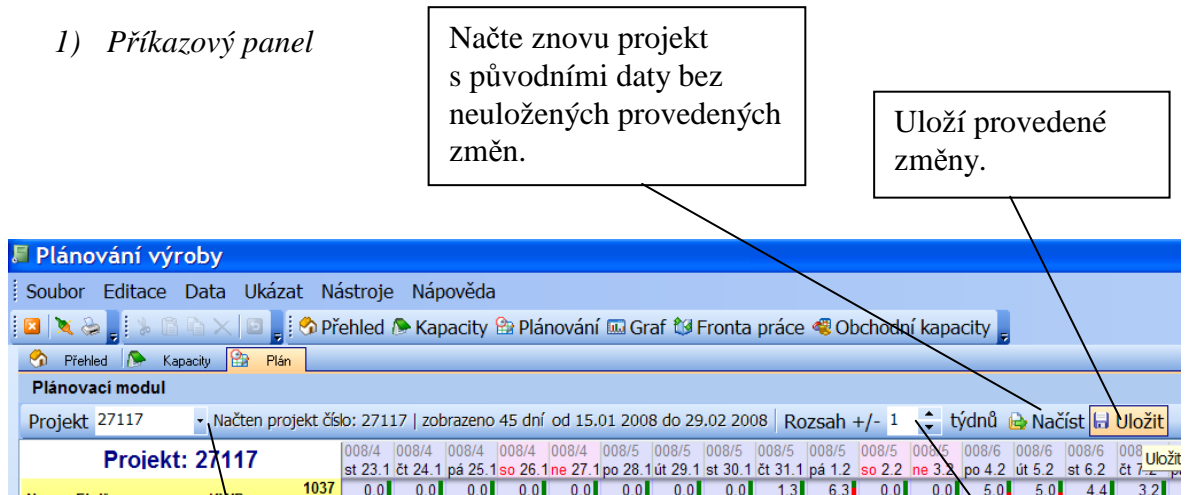 1) Příkazový panel
Načte znovu projekt
s původními daty bez
neuložených provedených
změn.
Uloží provedené
změny.
Plánování výroby
Soubor Editace Data Ukázat Nástroje Nápověda
Přehled Kapacity Plánování Graf Fronta práce Obchodní kapacity
Přehled Kapacity Plán
Plánovací modul
Projekt 27117 Načten projekt číslo: 27117 | zobrazeno 45 dní od 15.01 2008 do 29.02 2008 Rozsah +/- 1 týdnů Načíst Uložit
Projekt: 27117
008/4 008/4 008/4 008/4 008/4 008/5 008/5 008/5 008/5 008/5 008/5 008/5 008/6 008/6 008/6 008
st 23.1 čt 24.1 pá 25.1 so 26.1 ne 27.1 po 28.1 út 29.1 st 30.1 čt 31.1 pá 1.2 so 2.2 ne 3.2 po 4.2 út 5.2 st 6.2 čt 7.2
Uložit
1037 0.0 0.0 0.0 0.0 0.0 0.0 0.0 0.0 1.3 6.3 0.0 0.0 5.0 5.0 4.4 3.2